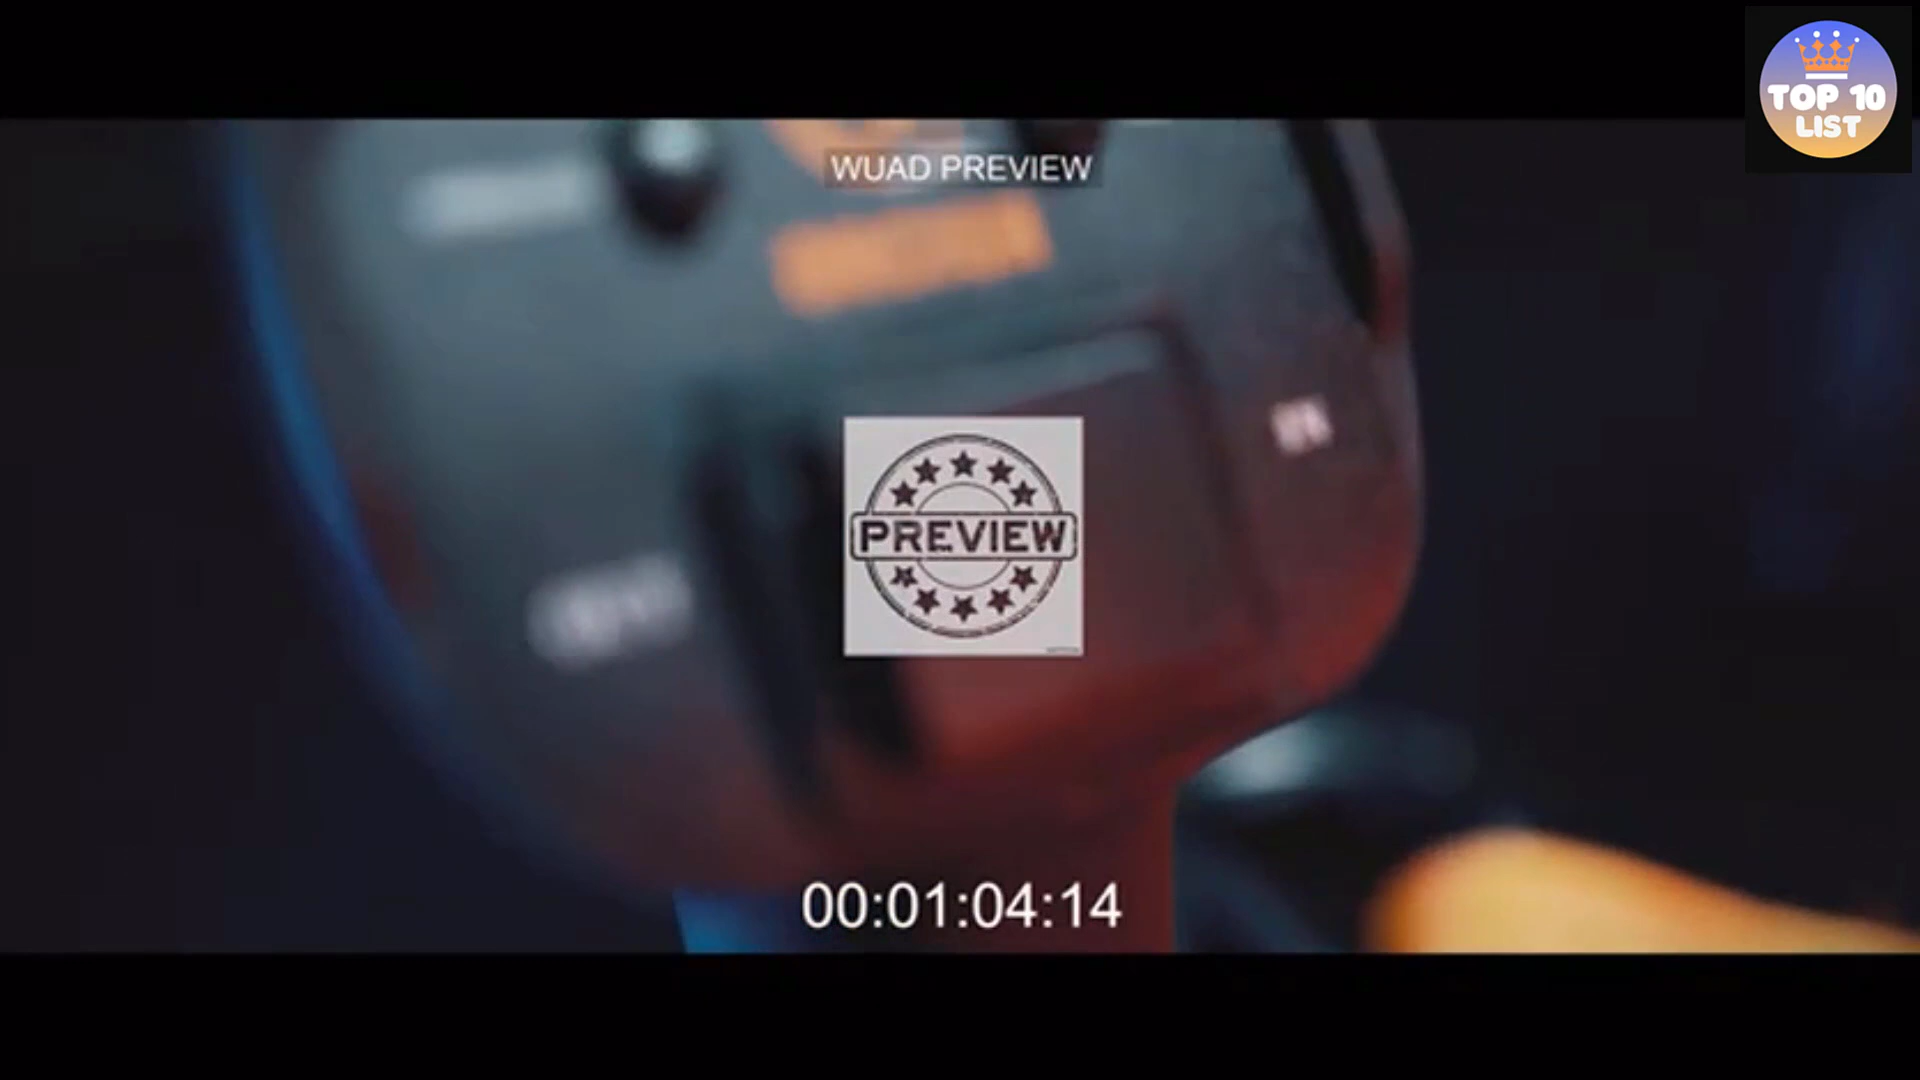 TOP 10
LIST
WUAD PREVIEW
PREVIEW
00:01:04:14